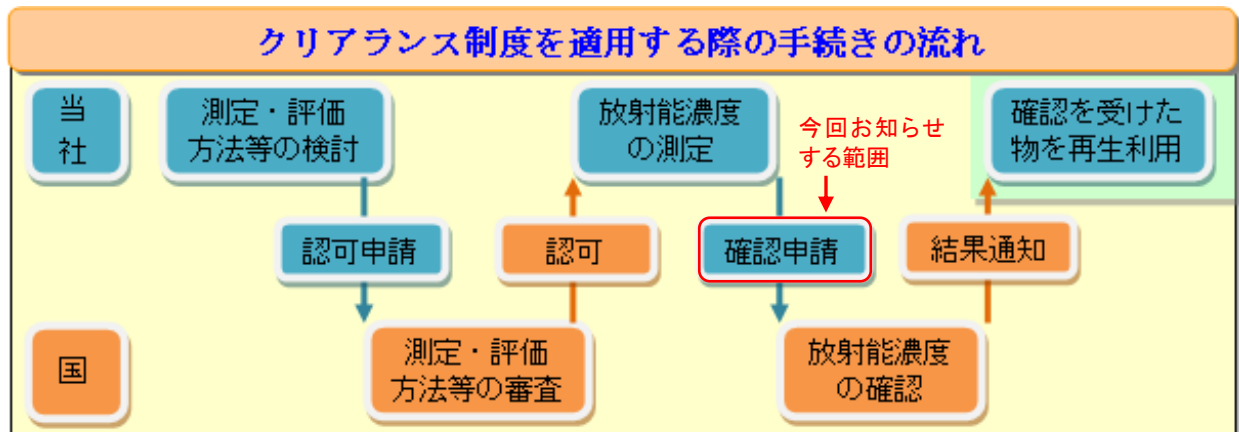 クリアランス制度を適用する際の手続きの流れ
当
社
測定・評価
方法等の検討
認可申請
測定・評価
方法等の審査
認可
放射能濃度
の測定
今回お知らせ
する範囲
確認申請
放射能濃度
の確認
結果通知
確認を受けた
物を再生利用
国